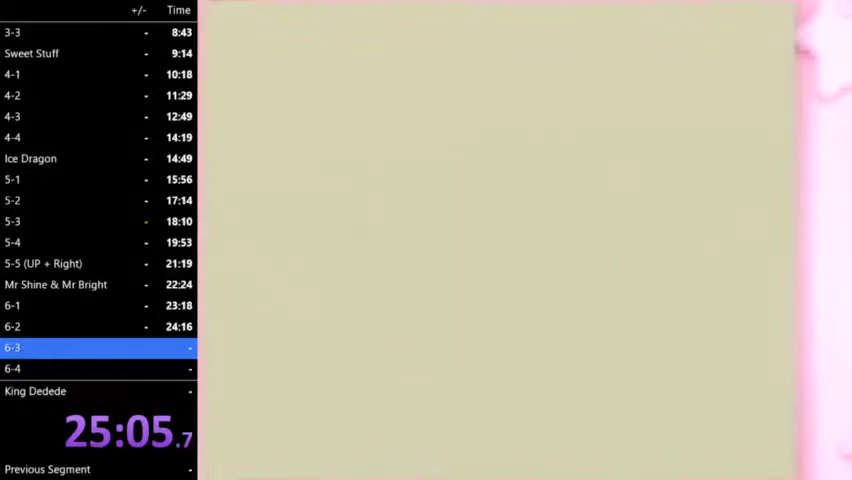 +/- Time
3-3 - 8:43
Sweet Stuff - 9:14
4-1 - 10:18
4-2 - 11:29
4-3 - 12:49
4-4 - 14:19
Ice Dragon - 14:49
5-1 - 15:56
5-2 - 17:14
5-3 - 18:10
5-4 - 19:53
5-5 (UP + Right) - 21:19
Mr Shine & Mr Bright - 22:24
6-1 - 23:18
6-2 - 24:16
6-3 -
6-4 -
King Dedede -
25:05.7
Previous Segment -